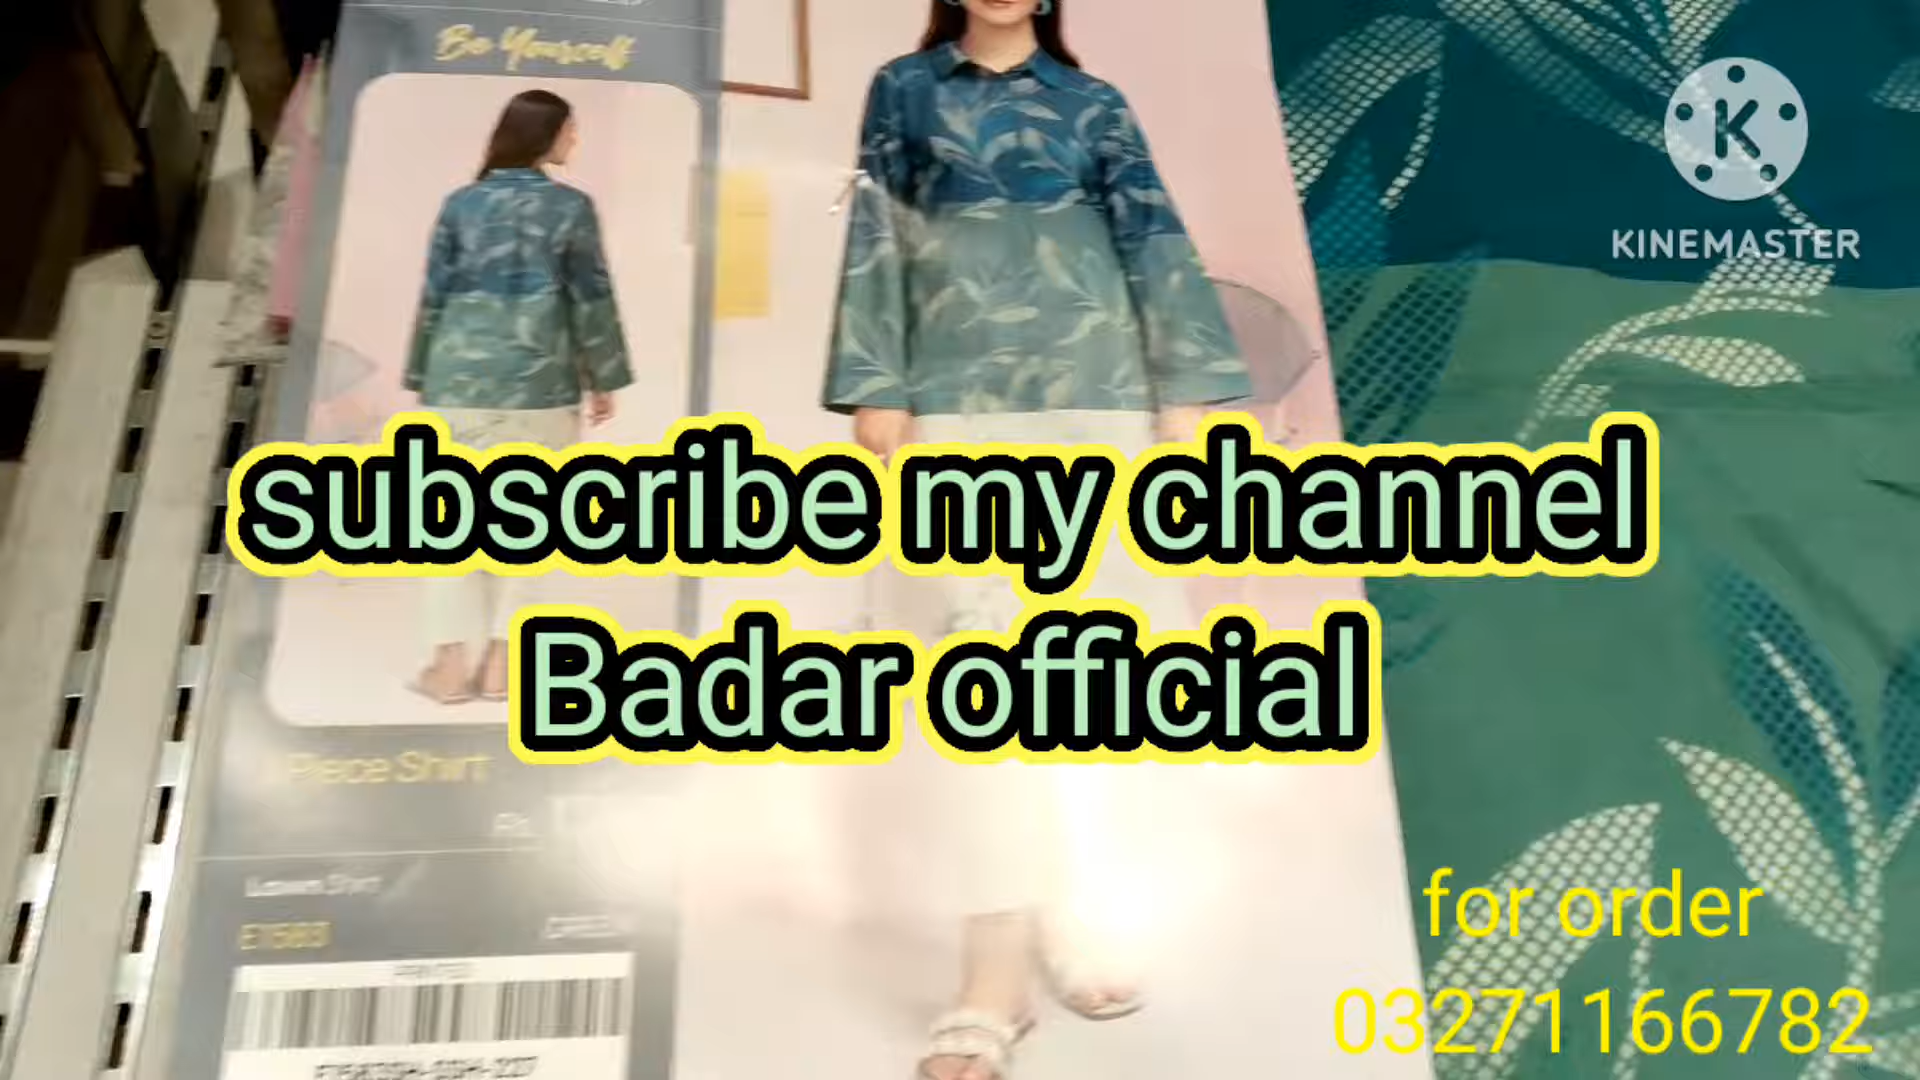 Be Yourself
KINEMASTER
subscribe my channel
Badar official
Piece Shirt
Lawn Shirt
for order
03271166782